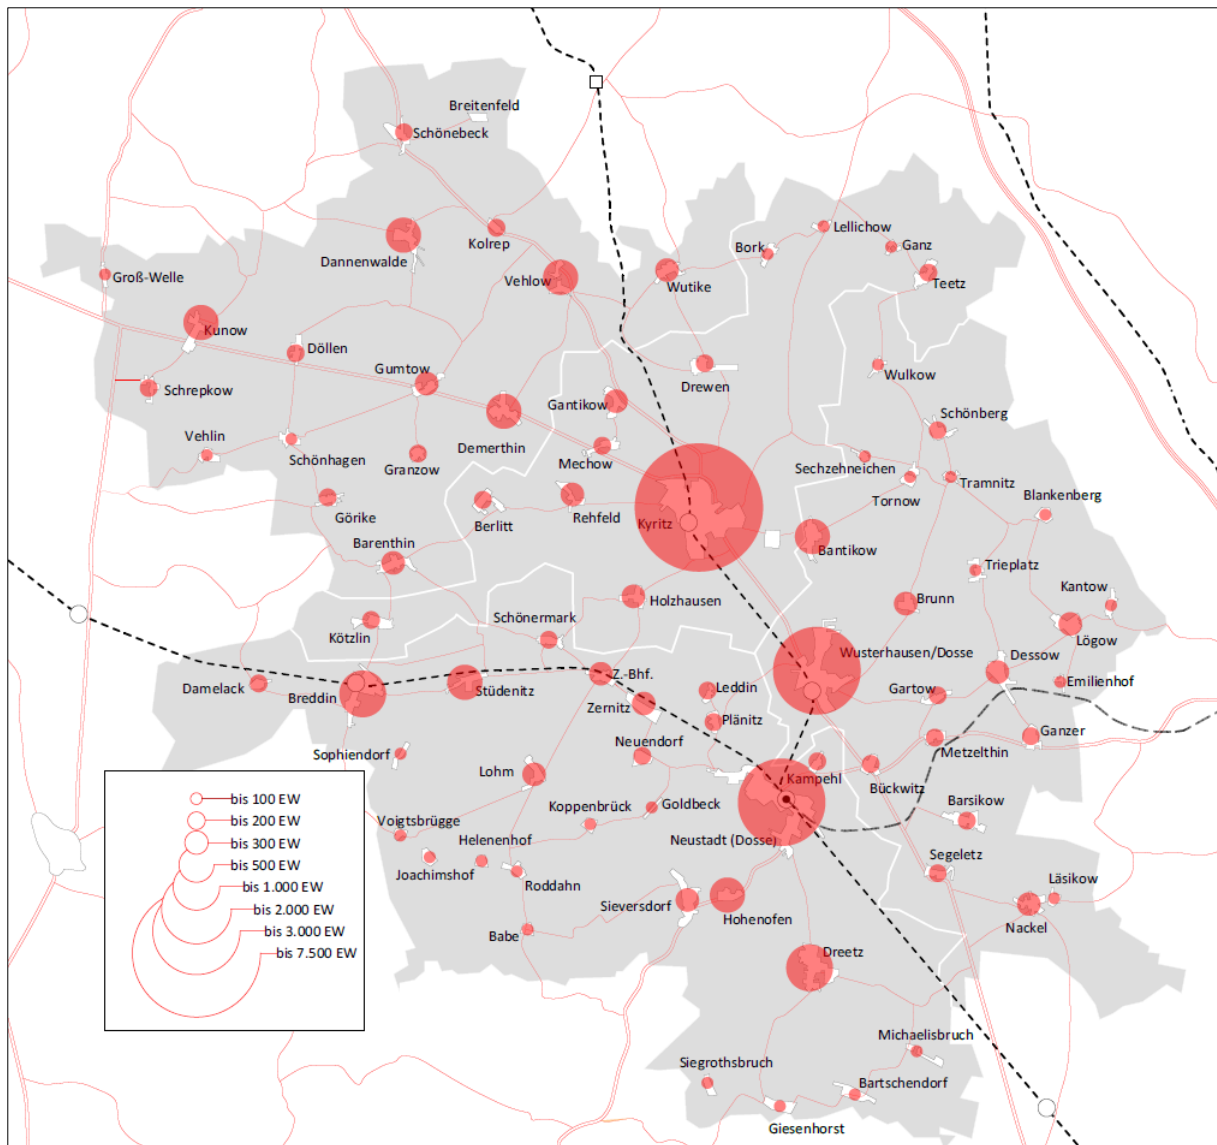 Breitenfeld
Schönebeck
Kolrep
Dannenwalde
Vehlow
Groß-Welle
Kunow
Wutike
Bork
Lellichow
Ganz
Teetz
Döllen
Gumtow
Schrepkow
Drewen
Wulkow
Gantikow
Demerthin
Schönberg
Vehlin
Schönhagen
Granzow
Mechow
Sechzehneichen
Tornow
Tramnitz
Blankenberg
Görike
Berlitt
Rehfeld
Kyritz
Barenthin
Bantikow
Trieplatz
Kantow
Holzhausen
Brunn
Kötzlin
Schönermark
Lögow
Wusterhausen/Dosse
Dessow
Damelack
Breddin
Stüdenitz
Z.-Bhf.
Leddin
Gartow
Emilienhof
Zernitz
Plänitz
Sophiendorf
Neuendorf
Metzelthin
Ganzer
Lohm
Kampehl
Bückwitz
Barsikow
bis 100 EW
bis 200 EW
bis 300 EW
bis 500 EW
bis 1.000 EW
bis 2.000 EW
bis 3.000 EW
bis 7.500 EW
Voigtsbrügge
Koppenbrück
Goldbeck
Helenenhof
Neustadt (Dosse)
Joachimshof
Roddahn
Segeletz
Läsikow
Sieversdorf
Hohenofen
Nackel
Babe
Dreetz
Michaelisbruch
Siegrothsbruch
Bartschendorf
Giesenhorst